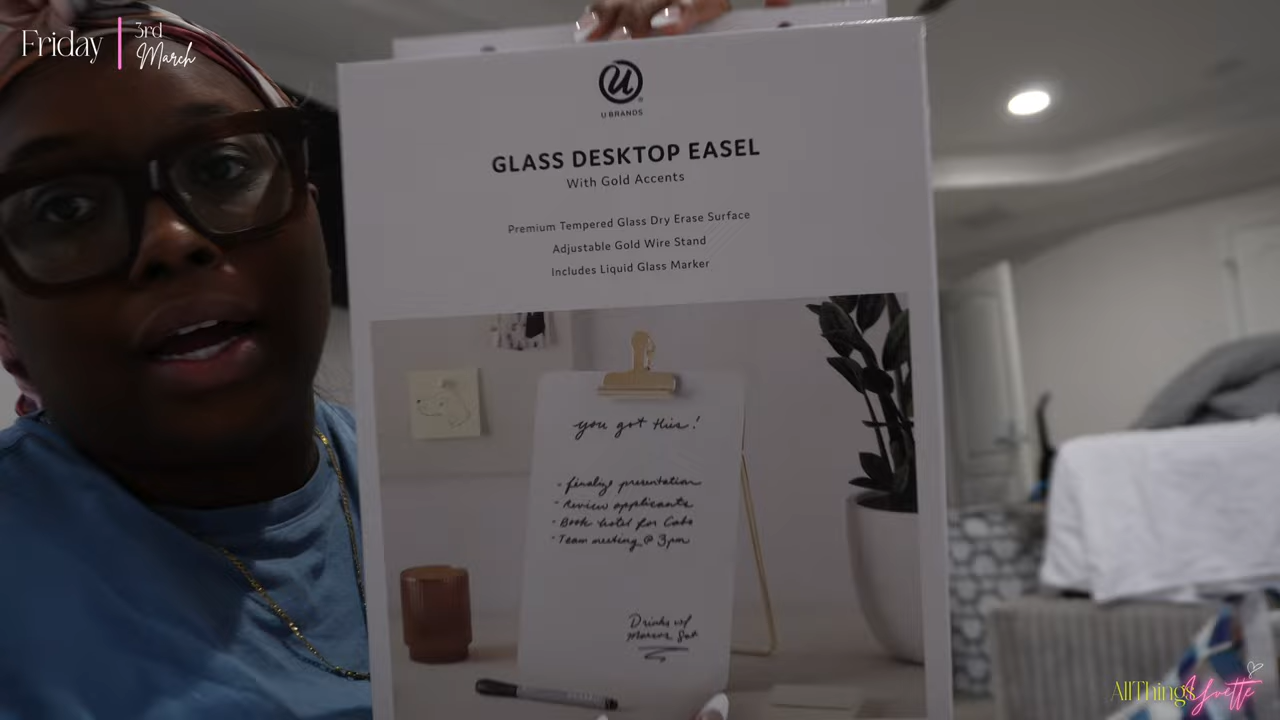 Friday
3rd
March
U BRANDS
GLASS DESKTOP EASEL
With Gold Accents
Premium Tempered Glass Dry Erase Surface
Adjustable Gold Wire Stand
Includes Liquid Glass Marker
you got this!
- finalize presentation
- Review applicants
- Book hotel for Cabo
- Team meeting @ 3pm
Drinks w/
AllThingsYvette